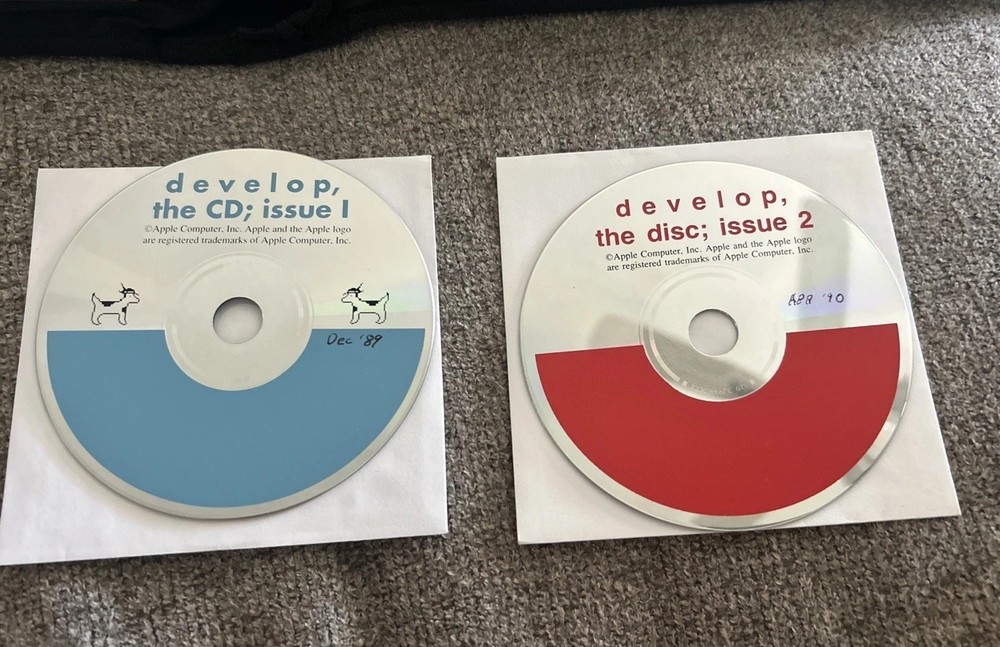 d e v e l o p,
the CD; issue 1
©Apple Computer, Inc. Apple and the Apple logo
are registered trademarks of Apple Computer, Inc.
Dec '89
d e v e l o p,
the disc; issue 2
©Apple Computer, Inc. Apple and the Apple logo
are registered trademarks of Apple Computer, Inc.
APR '90